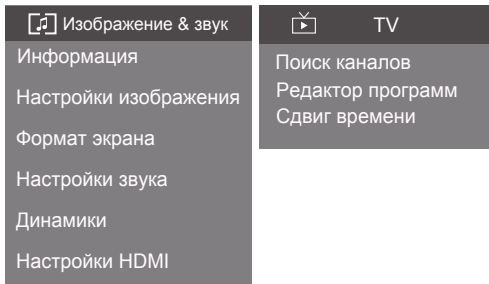 Изображение & звук
Информация
Настройки изображения
Формат экрана
Настройки звука
Динамики
Настройки HDMI
TV
Поиск каналов
Редактор программ
Сдвиг времени